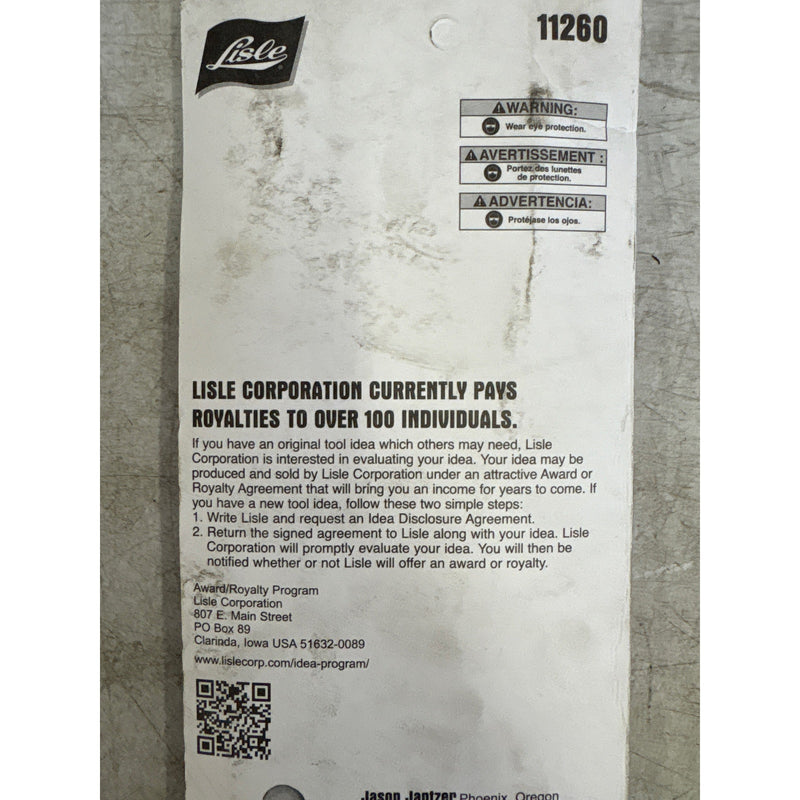 Lisle
11260
WARNING:
Wear eye protection.
AVERTISSEMENT :
Portez des lunettes
de protection.
ADVERTENCIA:
Protéjase los ojos.
LISLE CORPORATION CURRENTLY PAYS
ROYALTIES TO OVER 100 INDIVIDUALS.
If you have an original tool idea which others may need, Lisle
Corporation is interested in evaluating your idea. Your idea may be
produced and sold by Lisle Corporation under an attractive Award or
Royalty Agreement that will bring you an income for years to come. If
you have a new tool idea, follow these two simple steps:
1. Write Lisle and request an Idea Disclosure Agreement.
2. Return the signed agreement to Lisle along with your idea. Lisle
Corporation will promptly evaluate your idea. You will then be
notified whether or not Lisle will offer an award or royalty.
Award/Royalty Program
Lisle Corporation
807 E. Main Street
PO Box 89
Clarinda, Iowa USA 51632-0089
www.lislecorp.com/idea-program/
Jason Jantzer Phoenix, Oregon